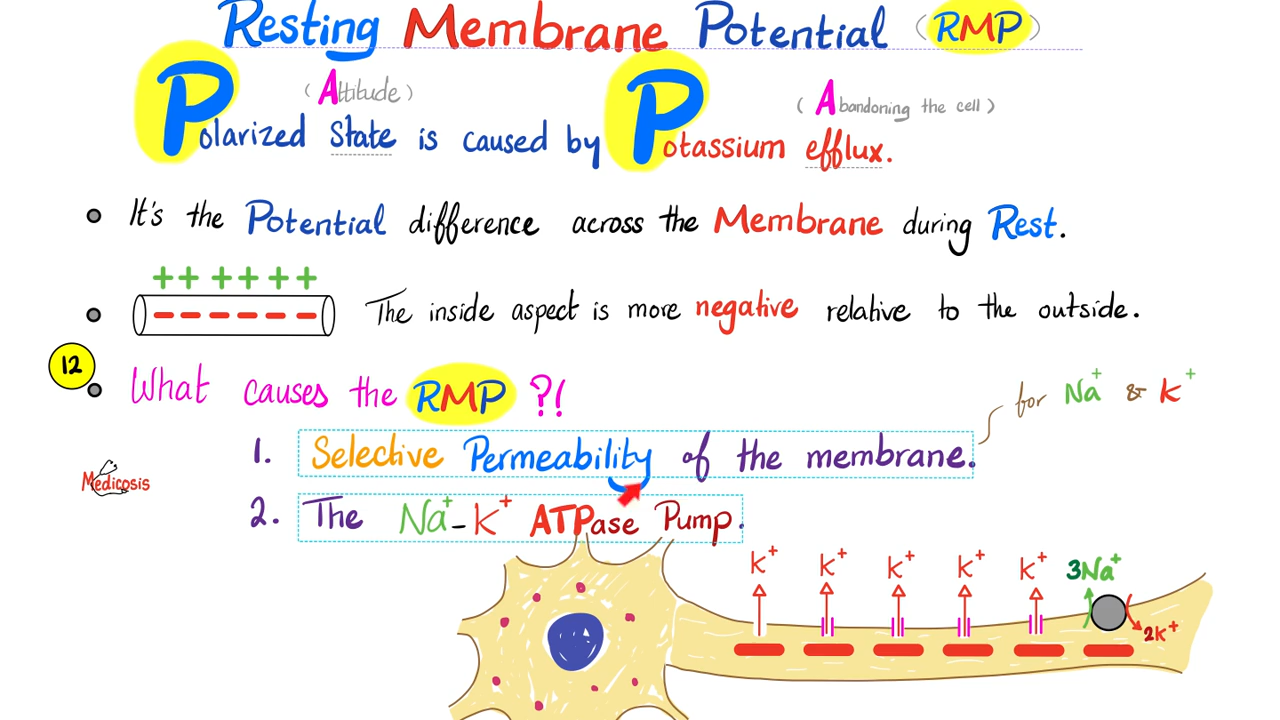 Resting Membrane Potential (RMP)
(Attitude) (Abandoning the cell)
Polarized State is caused by Potassium efflux.
It's the Potential difference across the Membrane during Rest.
++ ++ ++
The inside aspect is more negative relative to the outside.
12
What causes the RMP ?!
for Na+ & K+
1. Selective Permeability of the membrane.
Medicosis
2. The Na+-K+ ATPase Pump.
K+ K+ K+ K+ K+ 3Na+
2K+